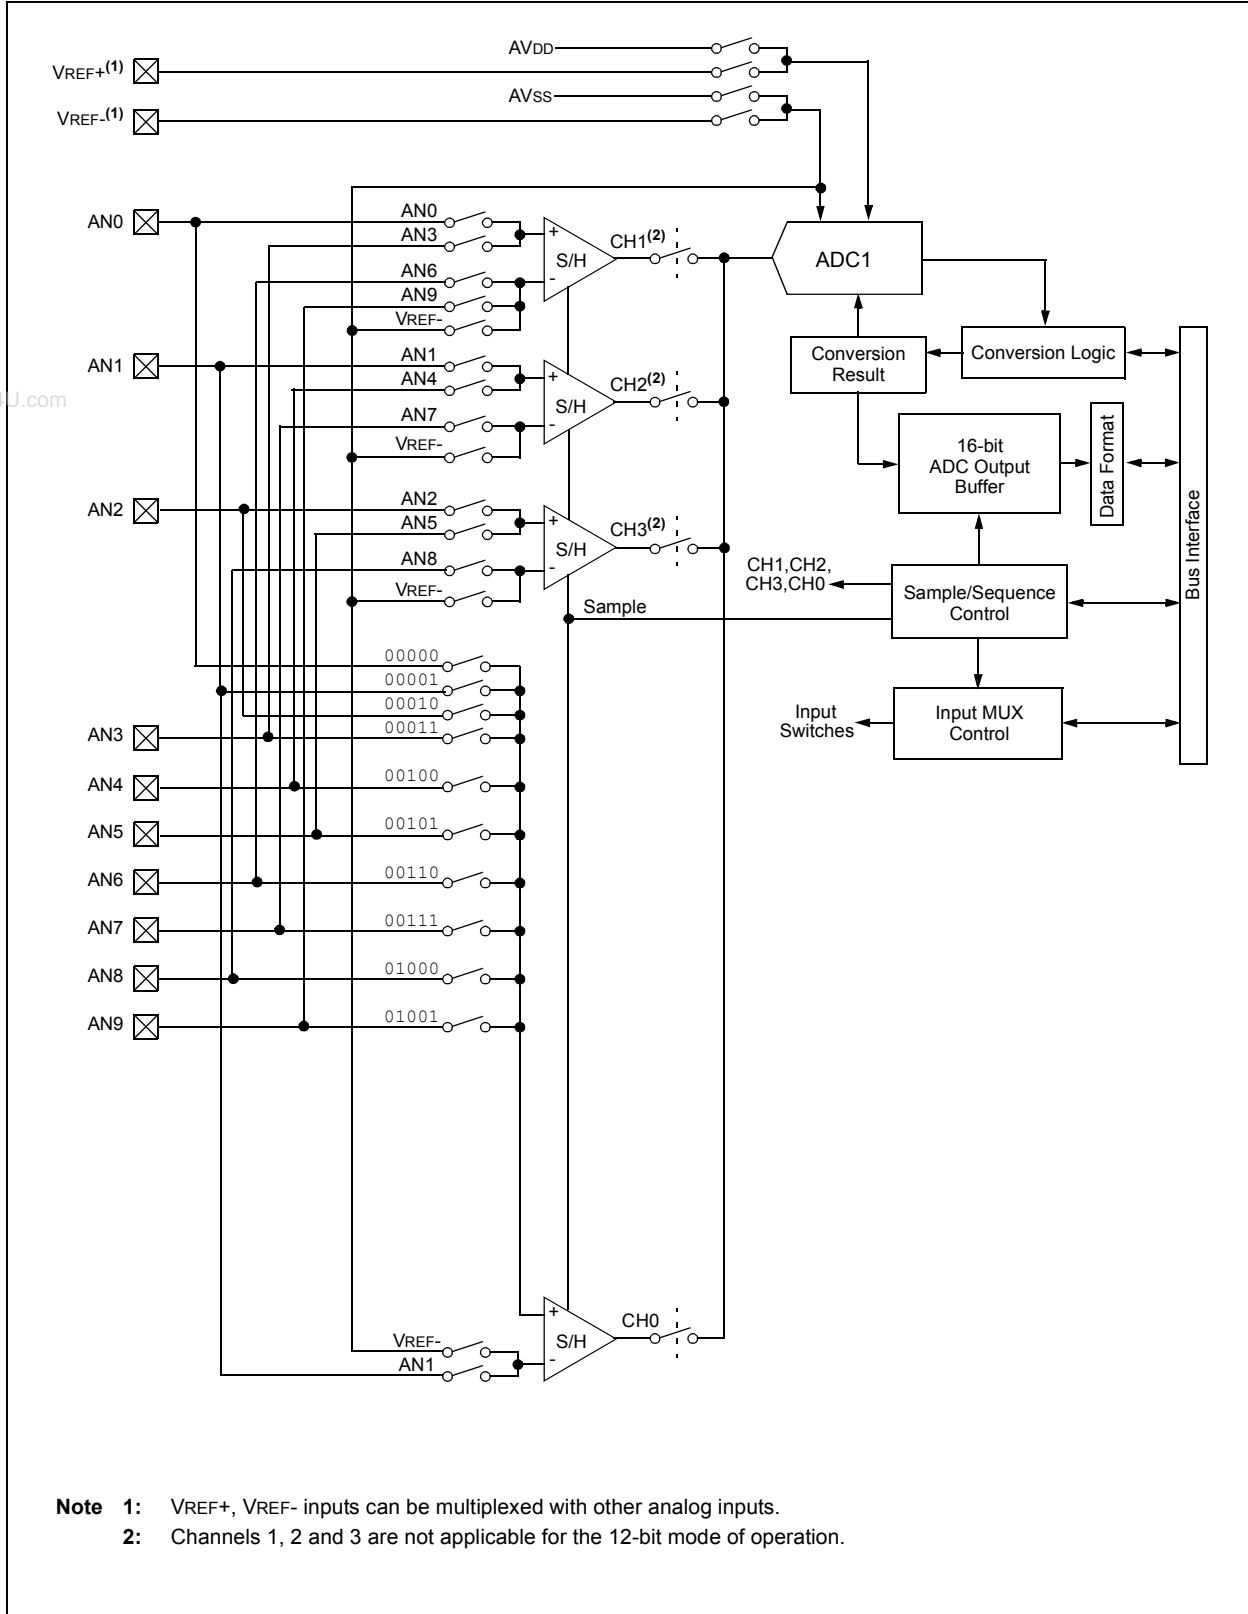 AVDD
VREF+(1)
AVSS
VREF-(1)
AN0
AN0
AN3
AN6
AN9
VREF-
+
-
S/H
CH1(2)
ADC1
Conversion
Result
Conversion Logic
AN1
AN1
AN4
AN7
VREF-
+
-
S/H
CH2(2)
4U.com
16-bit
ADC Output
Buffer
Data Format
Bus Interface
AN2
AN2
AN5
AN8
VREF-
+
-
S/H
CH3(2)
CH1,CH2,
CH3,CH0
Sample/Sequence
Control
Sample
00000
00001
00010
00011
AN3
Input
Switches
Input MUX
Control
AN4
00100
AN5
00101
AN6
00110
AN7
00111
AN8
01000
AN9
01001
VREF-
AN1
+
-
S/H
CH0
Note 1: VREF+, VREF- inputs can be multiplexed with other analog inputs.
2: Channels 1, 2 and 3 are not applicable for the 12-bit mode of operation.